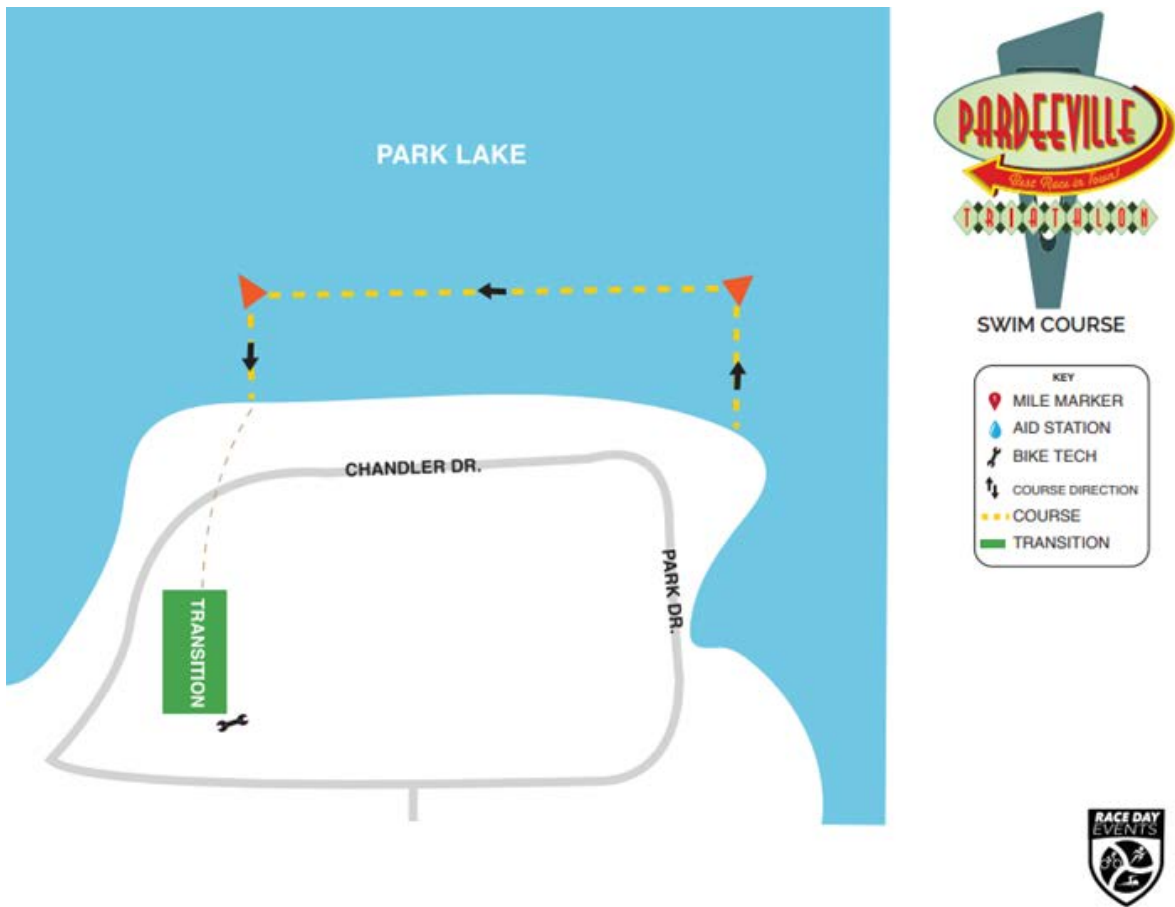 PARK LAKE
CHANDLER DR.
PARK DR.
TRANSITION
PARDEEVILLE
Best Race in Town!
TRIATHLON
SWIM COURSE
KEY
MILE MARKER
AID STATION
BIKE TECH
COURSE DIRECTION
COURSE
TRANSITION
RACE DAY
EVENTS